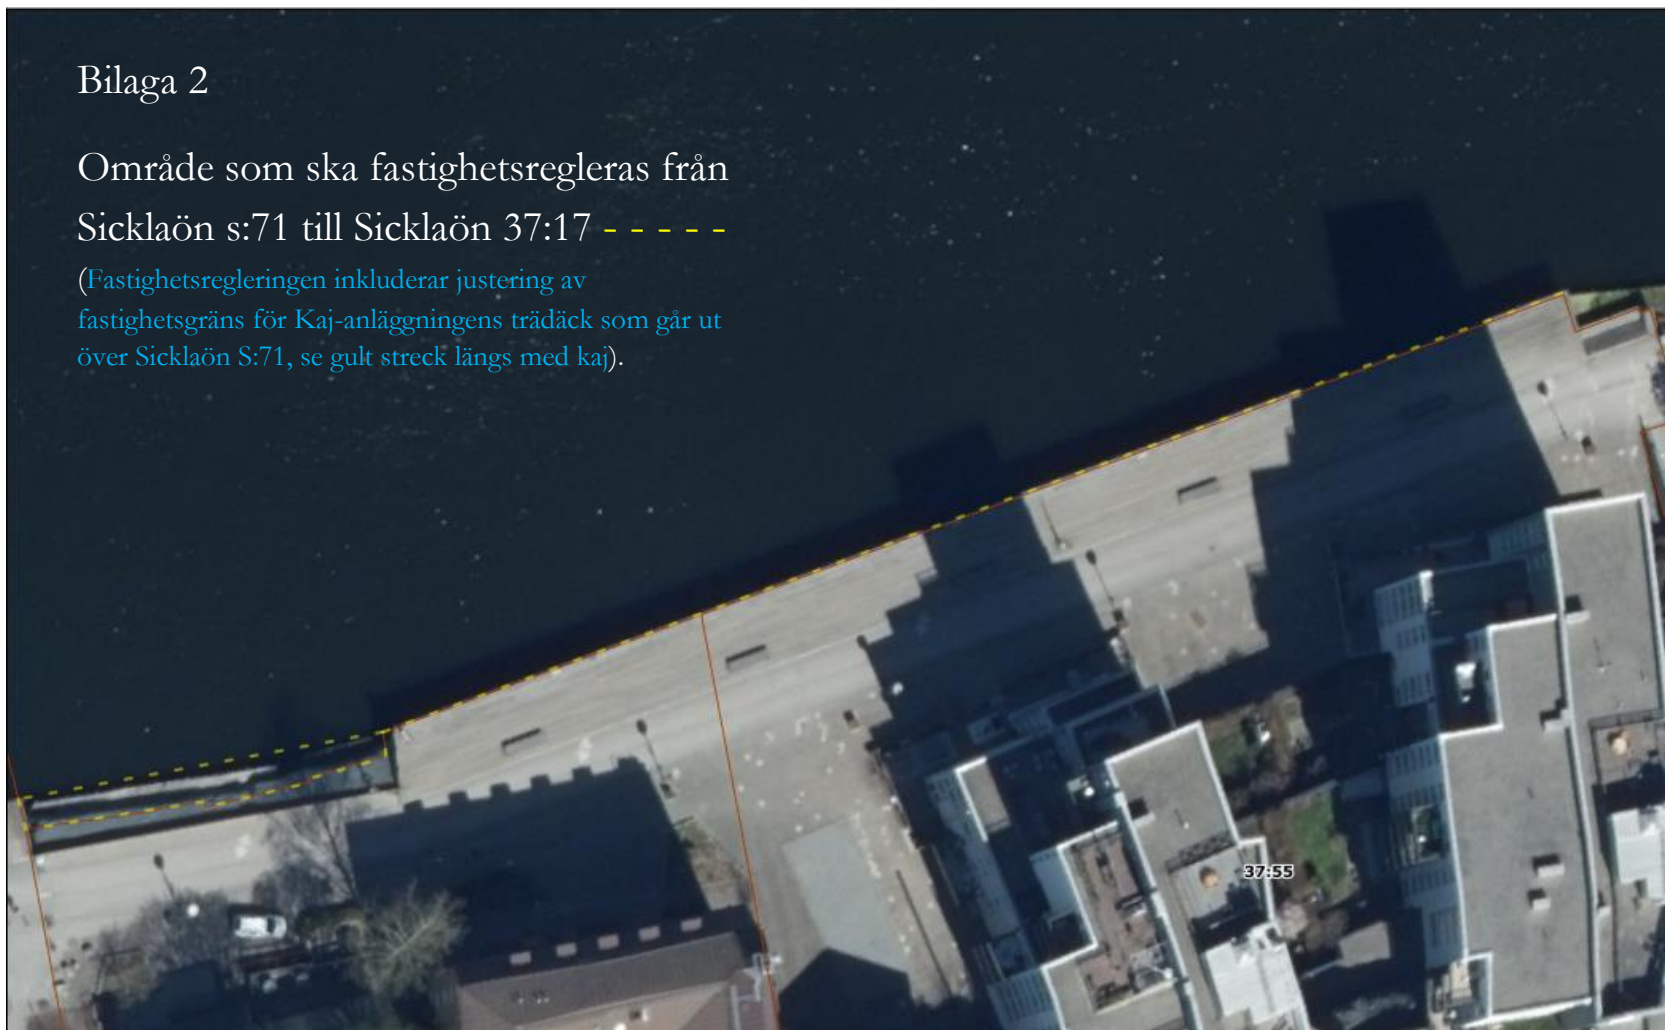 Bilaga 2
Område som ska fastighetsregleras från
Sicklaön s:71 till Sicklaön 37:17 - - - - -
(Fastighetsregleringen inkluderar justering av
fastighetsgräns för Kaj-anläggningens trädäck som går ut
över Sicklaön S:71, se gult streck längs med kaj).
37:55